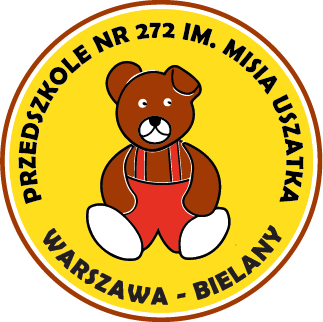 PRZEDSZKOLE NR 272 IM. MISIA USZATKA
WARSZAWA - BIELANY